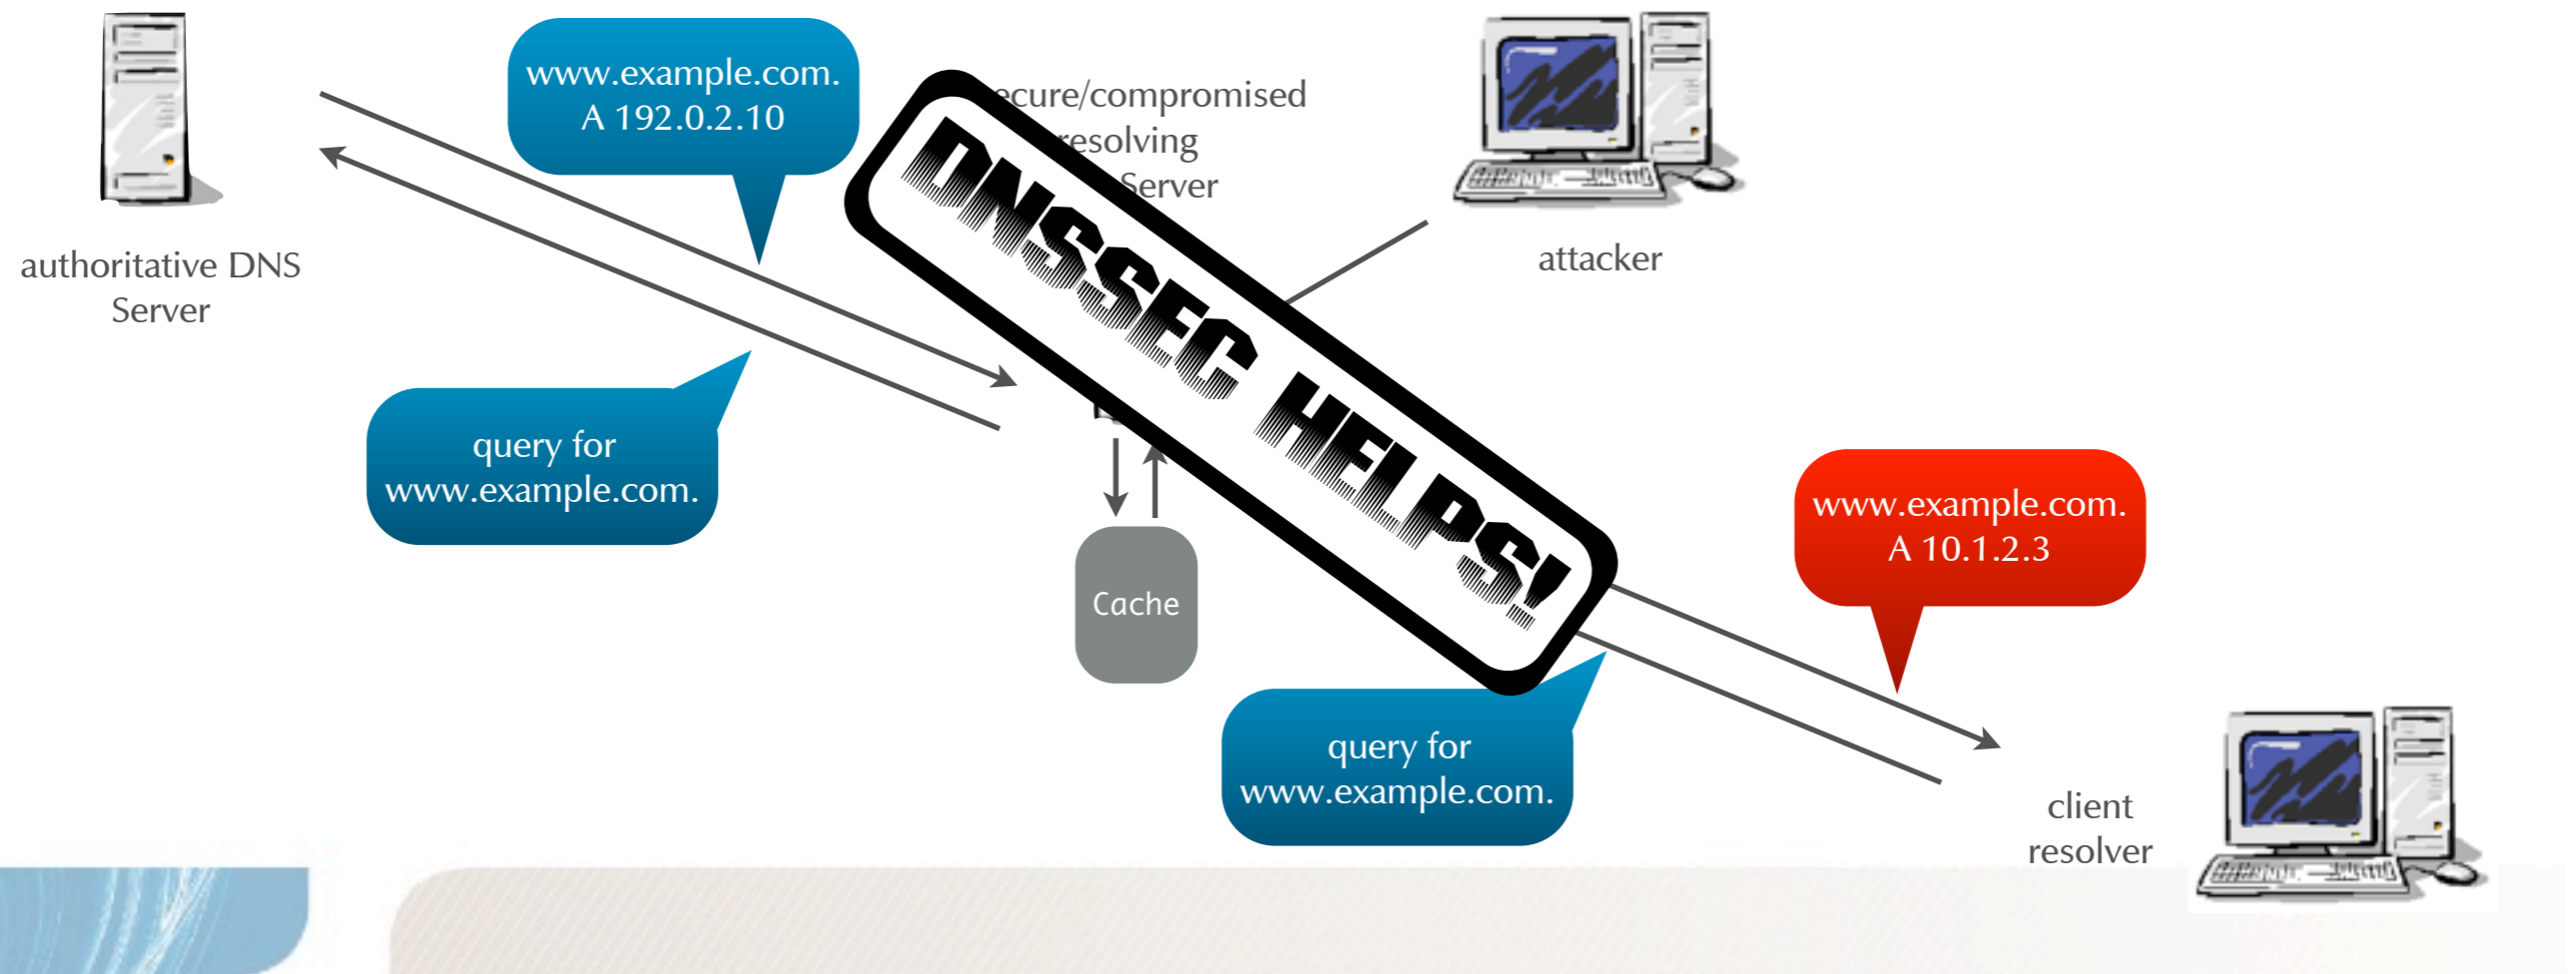 www.example.com.
A 192.0.2.10
ecure/compromised
resolving
Server
attacker
authoritative DNS
Server
DNSSEC HELPS!
query for
www.example.com.
Cache
www.example.com.
A 10.1.2.3
query for
www.example.com.
client
resolver